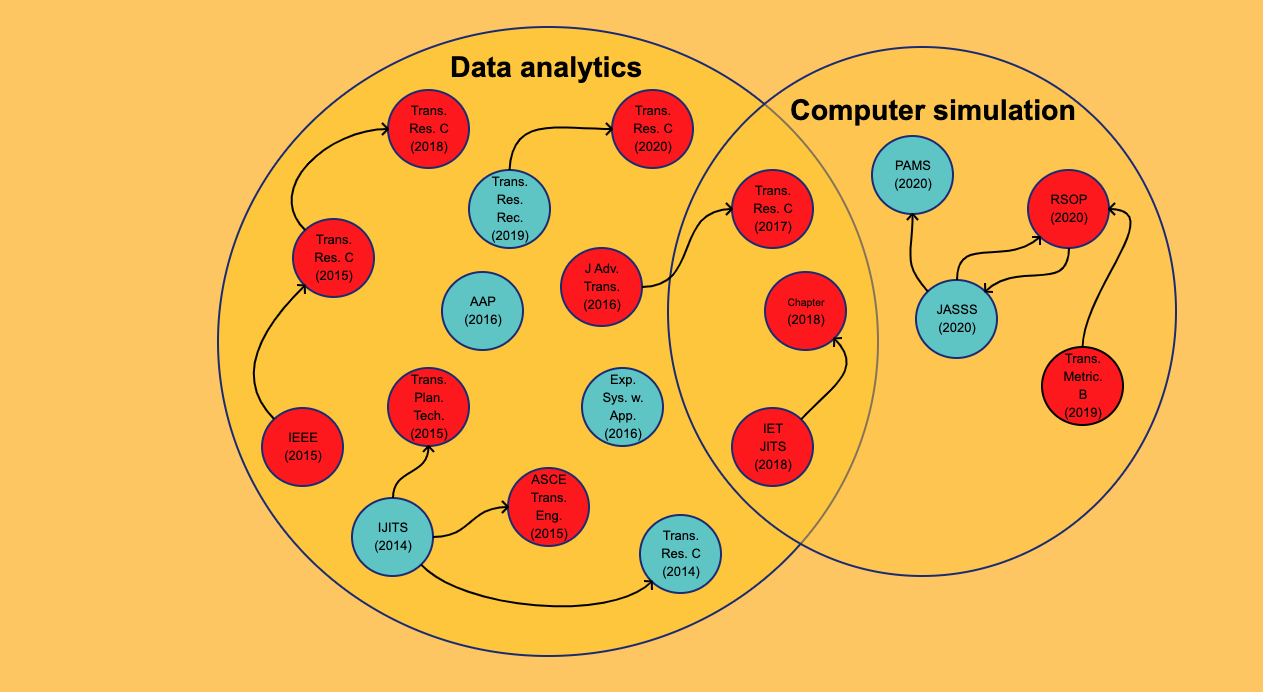 Data analytics
Computer simulation
Trans.
Res. C
(2018)
Trans.
Res. C
(2020)
Trans.
Res.
Rec.
(2019)
Trans.
Res. C
(2017)
PAMS
(2020)
RSOP
(2020)
Trans.
Res. C
(2015)
J Adv.
Trans.
(2016)
AAP
(2016)
Chapter
(2018)
JASSS
(2020)
Trans.
Metric.
B
(2019)
Trans.
Plan.
Tech.
(2015)
Exp.
Sys. w.
App.
(2016)
IEEE
(2015)
IET
JITS
(2018)
ASCE
Trans.
Eng.
(2015)
IJITS
(2014)
Trans.
Res. C
(2014)